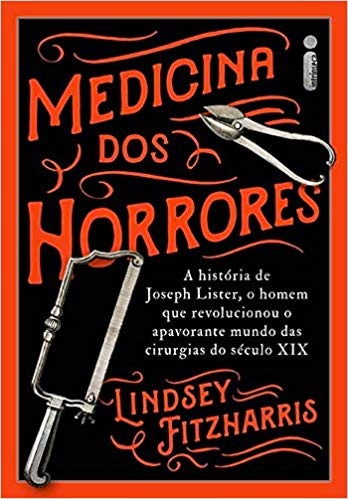 MEDICINA
DOS
HORRORES
A história de
Joseph Lister, o homem
que revolucionou o
apavorante mundo das
cirurgias do século XIX
LINDSEY
FITZHARRIS